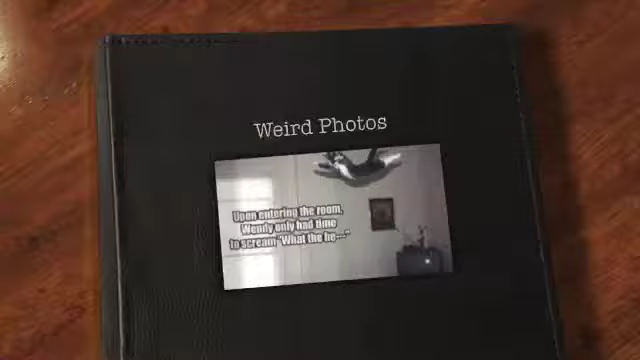 Weird Photos
Upon entering the room,
Wendy only had time
to scream "What the he---"